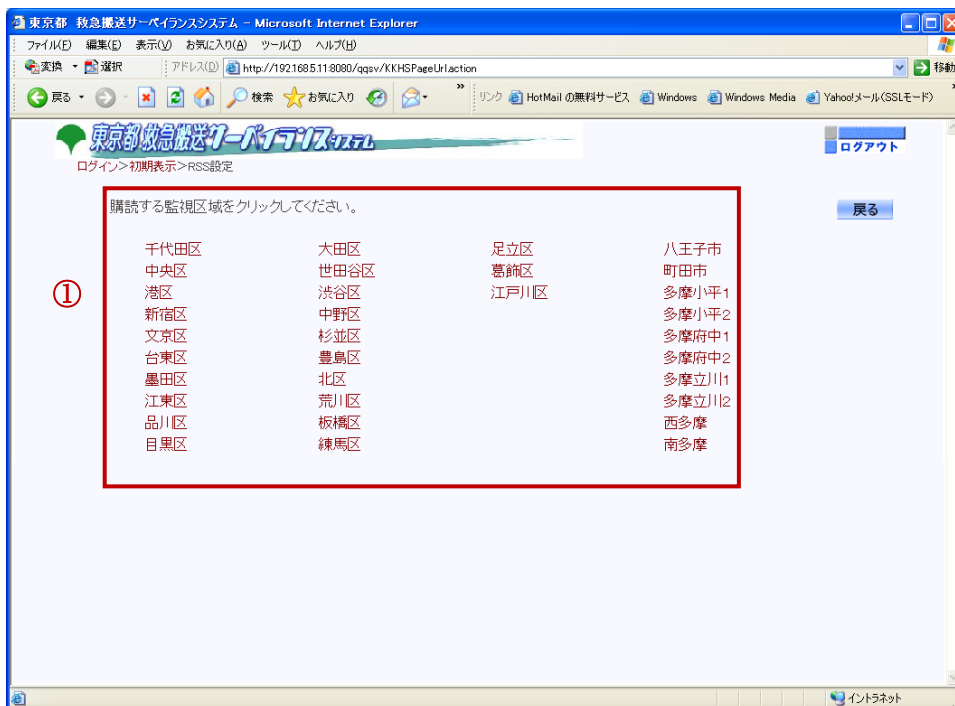 東京都 救急搬送サーベイランスシステム - Microsoft Internet Explorer
ファイル(F) 編集(E) 表示(V) お気に入り(A) ツール(T) ヘルプ(H)
変換 選択 アドレス(D) http://192.168.5.11:8080/qqsv/KKHSPageUrl.action 移動
戻る 検索 お気に入り » リンク HotMail の無料サービス Windows Windows Media Yahoo!メール(SSLモード) »
東京都救急搬送サーベイランスシステム
ログアウト
ログイン>初期表示>RSS設定
購読する監視区域をクリックしてください。
戻る
①
千代田区 大田区 足立区 八王子市
中央区 世田谷区 葛飾区 町田市
港区 渋谷区 江戸川区 多摩小平1
新宿区 中野区 多摩小平2
文京区 杉並区 多摩府中1
台東区 豊島区 多摩府中2
墨田区 北区 多摩立川1
江東区 荒川区 多摩立川2
品川区 板橋区 西多摩
目黒区 練馬区 南多摩
イントラネット